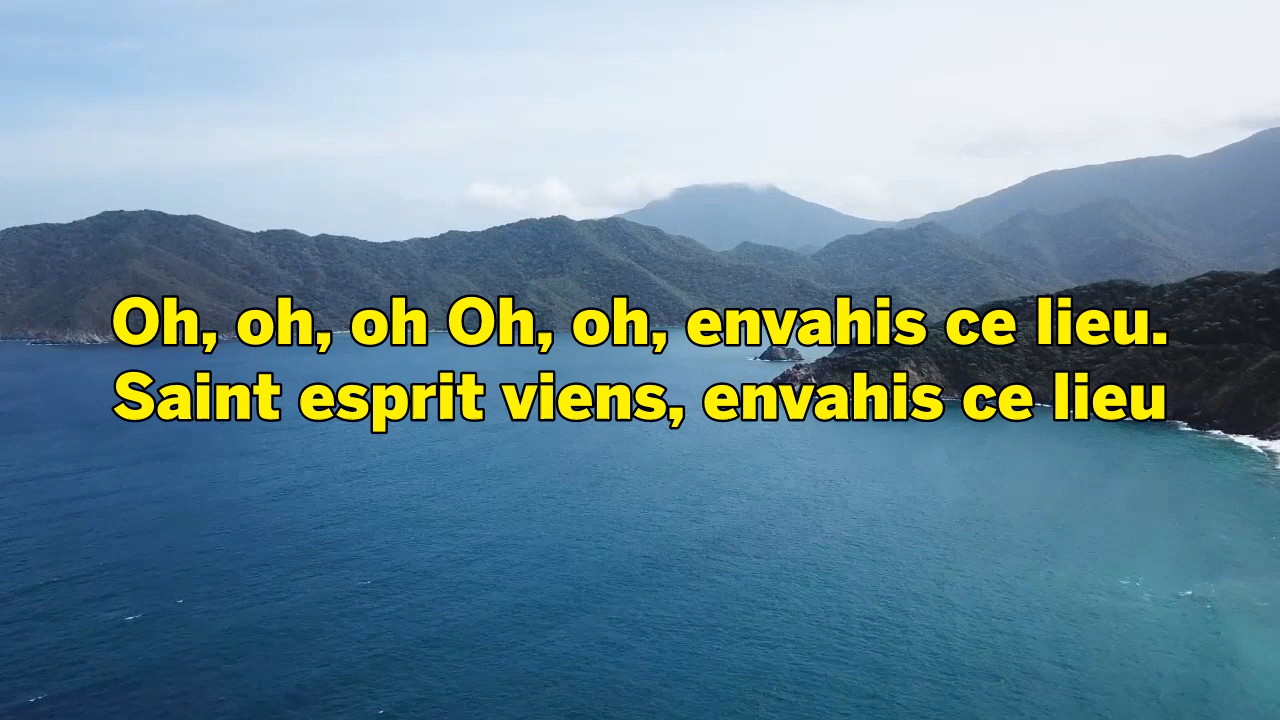 Oh, oh, oh Oh, oh, envahis ce lieu.
Saint esprit viens, envahis ce lieu